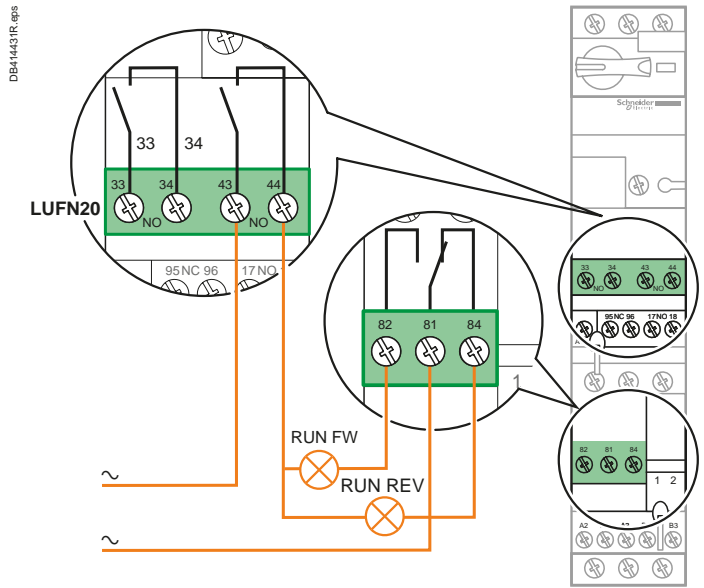 DB414431R.eps
33 34
33 34 43 44
LUFN20
NO NO
95 NC 96 17 NO
82 81 84
1
RUN FW
RUN REV
~
~
Schneider
Electric
33 34 43 44
NO NO
95 NC 96 17 NO 18
A
82 81 84
1 2
A2 B3